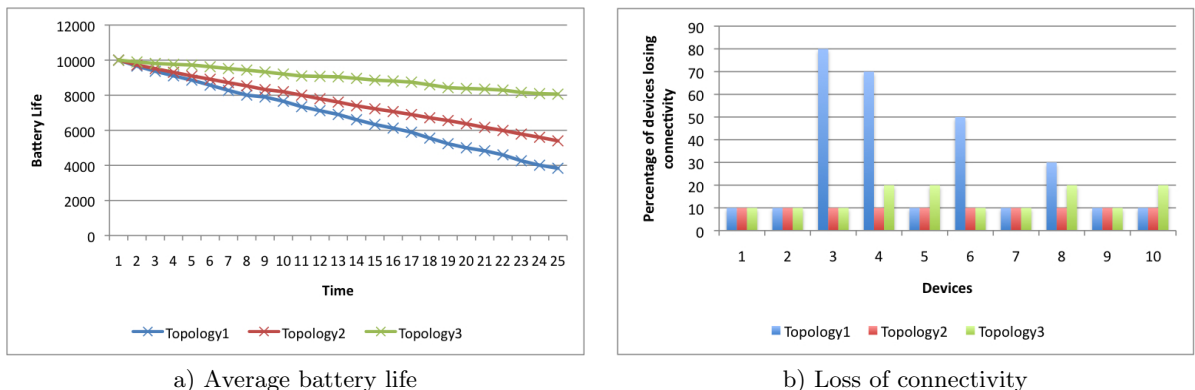 12000
10000
8000
6000
4000
2000
0
Battery Life
1 2 3 4 5 6 7 8 9 10 11 12 13 14 15 16 17 18 19 20 21 22 23 24 25
Time
Topology1 Topology2 Topology3
a) Average battery life
90
80
70
60
50
40
30
20
10
0
Percentage of devices losing
connectivity
1 2 3 4 5 6 7 8 9 10
Devices
Topology1 Topology2 Topology3
b) Loss of connectivity